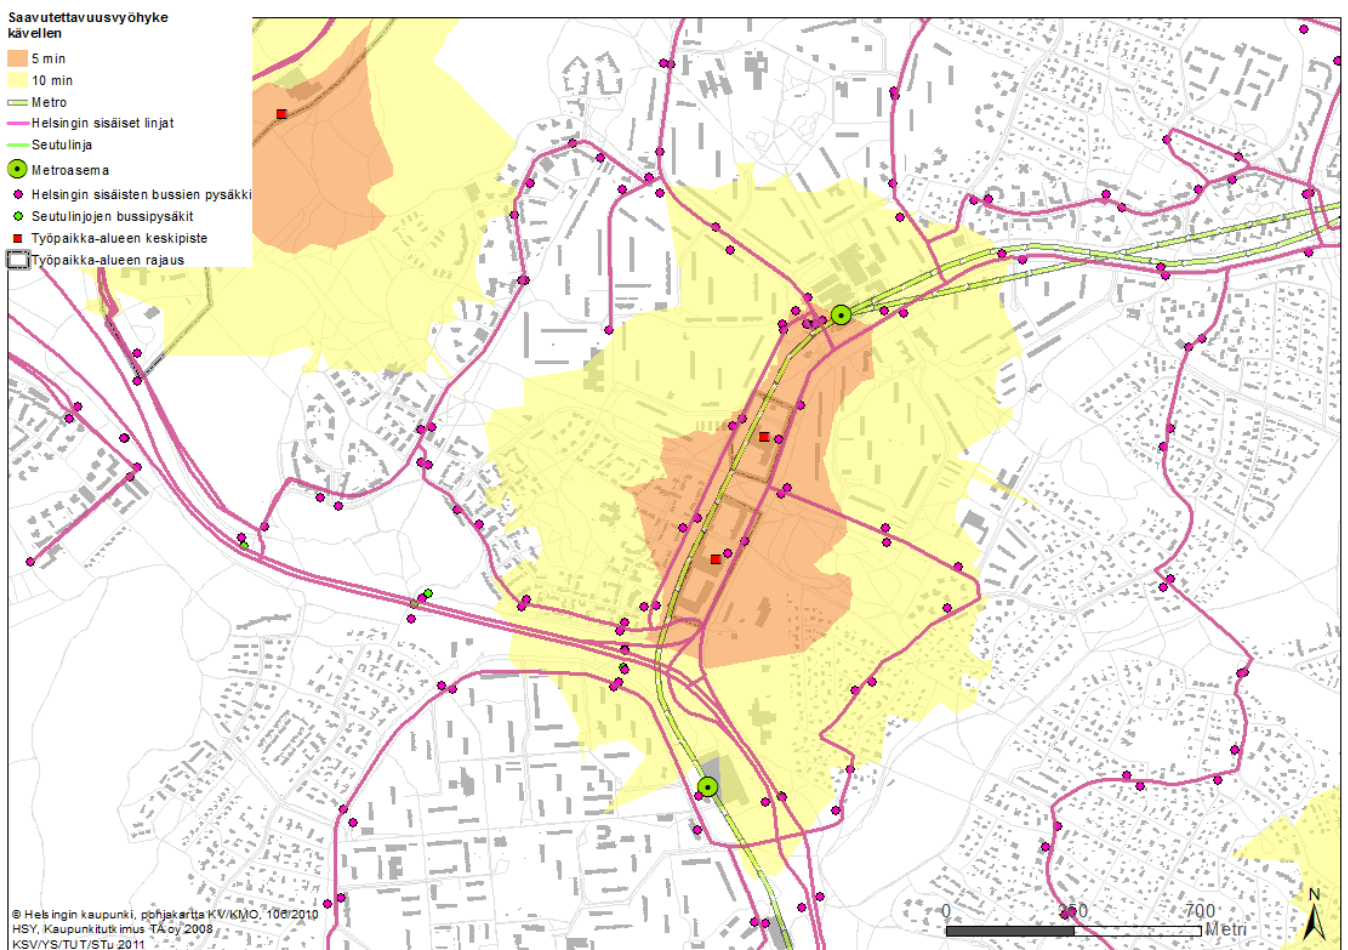 Saavutettavuusvyöhyke
kävellen
5 min
10 min
Metro
Helsingin sisäiset linjat
Seutulinja
Metroasema
Helsingin sisäisten bussien pysäkki
Seutulinjojen bussipysäkit
Työpaikka-alueen keskipiste
Työpaikka-alueen rajaus
0 350 700
Metri
N
© Helsingin kaupunki, pohjakartta KV/KMO, 106/2010
HSY, Kaupunkitutkimus TA oy 2008
KSV/YS/TUT/STu 2011